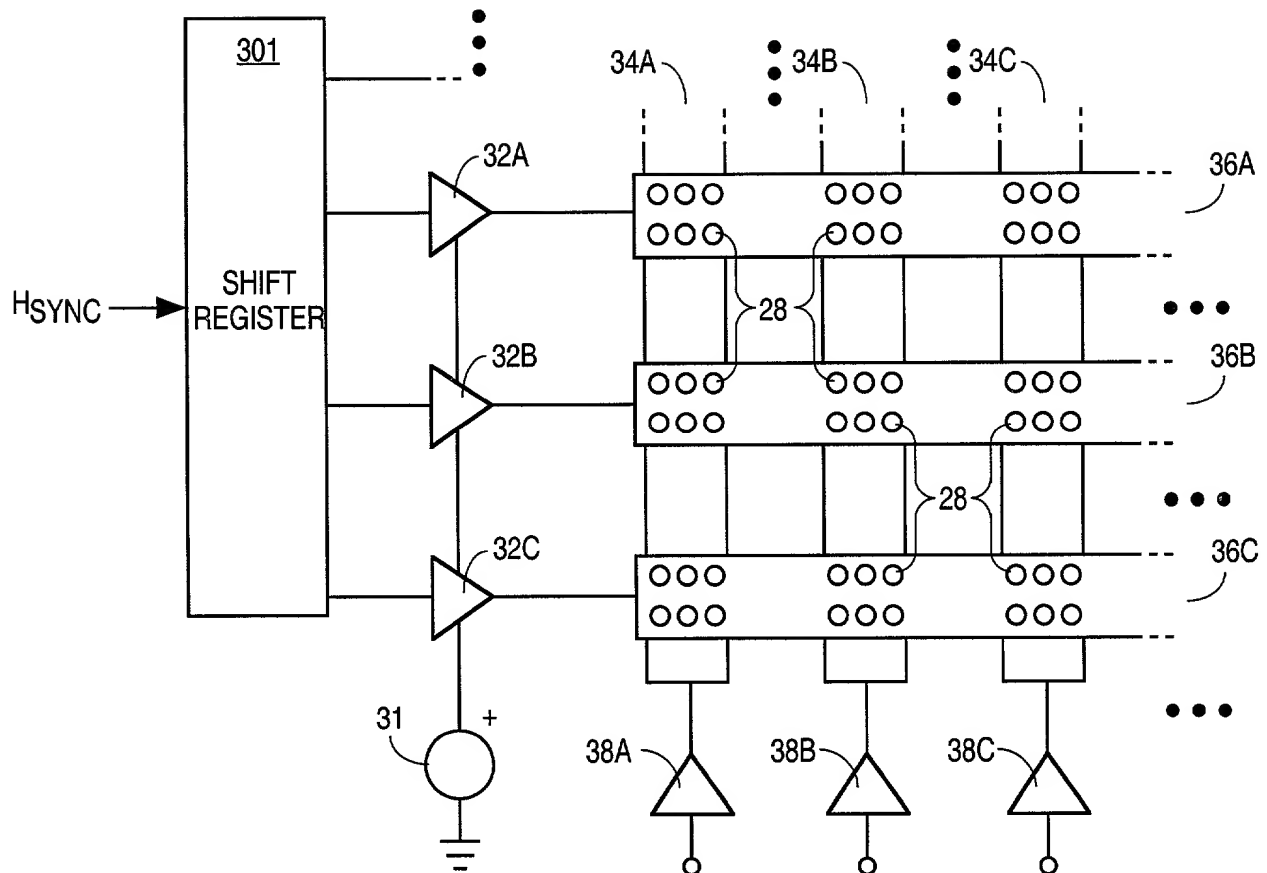 301
34A
34B
34C
32A
36A
SHIFT
REGISTER
HSYNC
28
32B
36B
28
32C
36C
31
+
38A
38B
38C